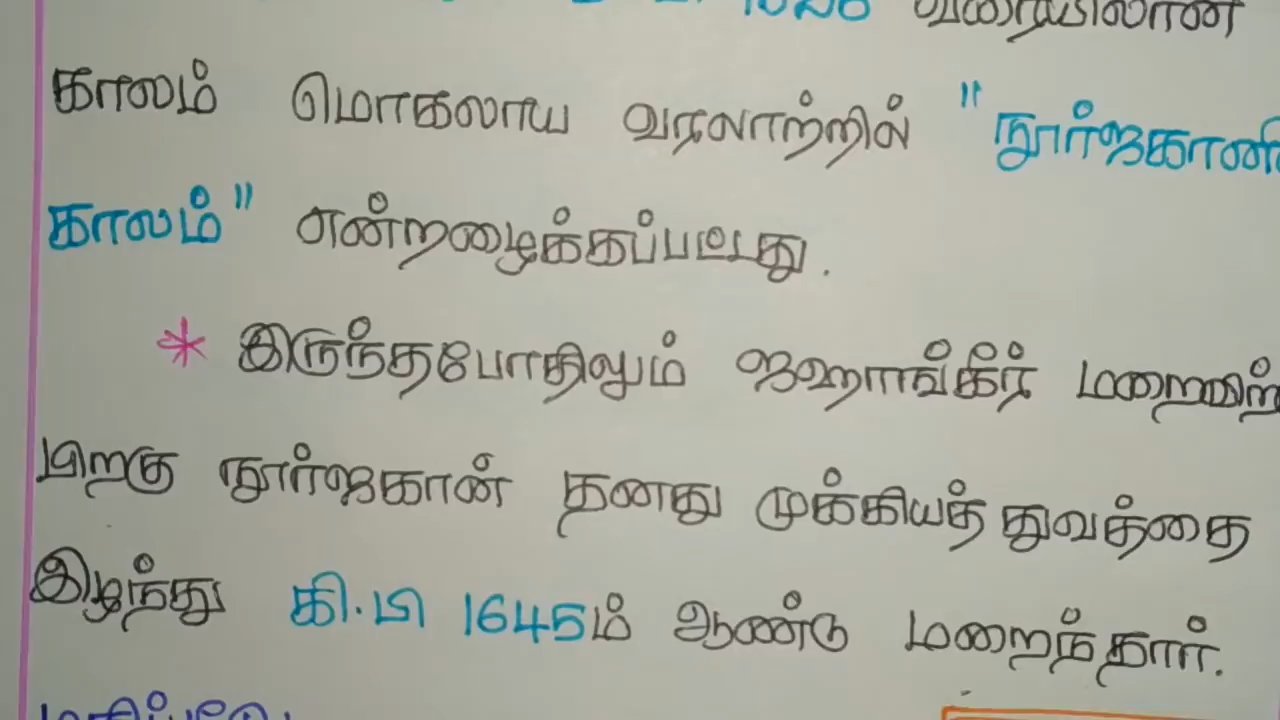 வரையிலான
காலம் மொகலாய வரலாற்றில் "நூர்ஜகானின்
காலம்" என்றழைக்கப்பட்டது.
* இருந்தபோதிலும் ஜஹாங்கீர் மறைவிற்
பிறகு நூர்ஜகான் தனது முக்கியத்துவத்தை
இழந்து கி.பி 1645ம் ஆண்டு மறைந்தார்.